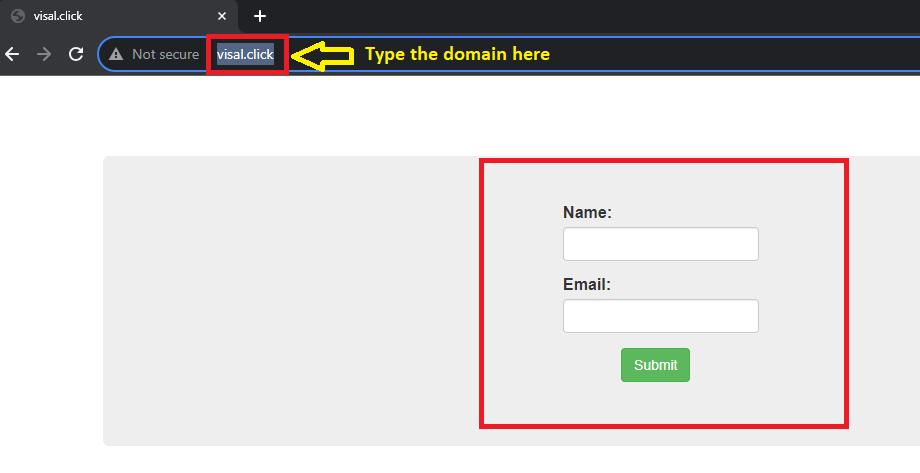 visal.click
Not secure visal.click Type the domain here
Name:
Email:
Submit